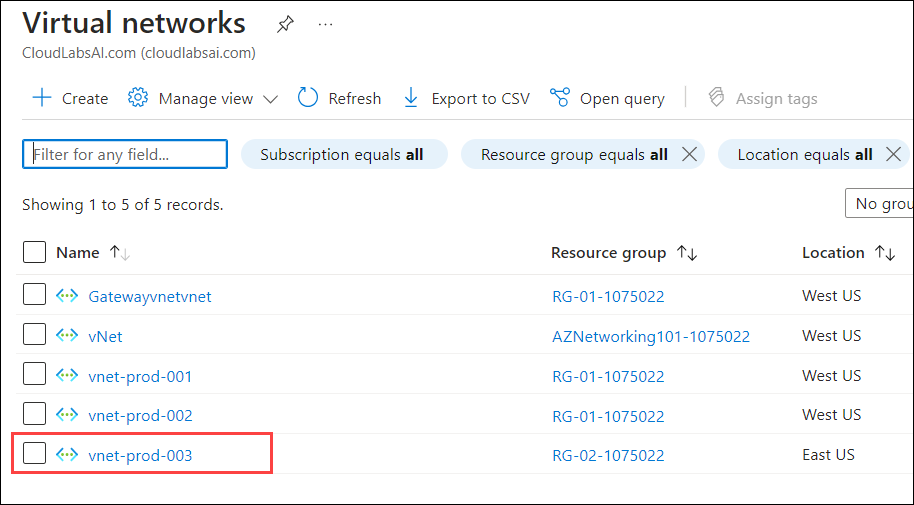 Virtual networks
CloudLabsAI.com (cloudlabsai.com)
Create Manage view Refresh Export to CSV Open query Assign tags
Filter for any field... Subscription equals all Resource group equals all Location equals all
Showing 1 to 5 of 5 records.
No grou
Name Resource group Location
Gatewayvnetvnet RG-01-1075022 West US
vNet AZNetworking101-1075022 West US
vnet-prod-001 RG-01-1075022 West US
vnet-prod-002 RG-01-1075022 West US
vnet-prod-003 RG-02-1075022 East US